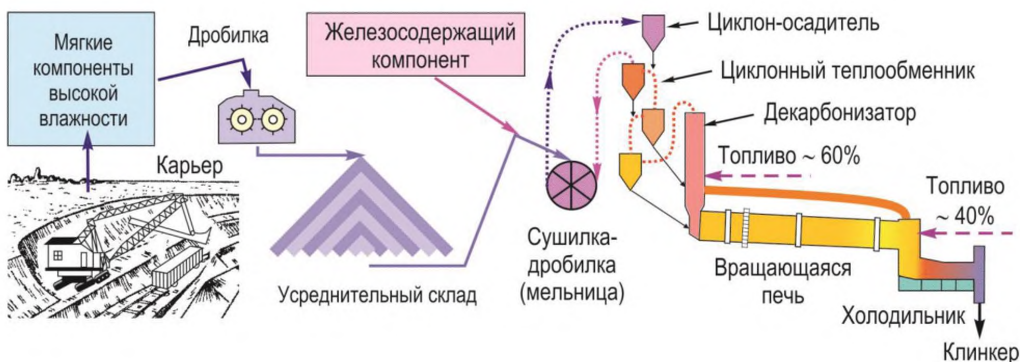 Мягкие
компоненты
высокой
влажности
Дробилка
Железосодержащий
компонент
Циклон-осадитель
Циклонный теплообменник
Декарбонизатор
Топливо ~ 60%
Топливо
~ 40%
Карьер
Усреднительный склад
Сушилка-
дробилка
(мельница)
Вращающаяся
печь
Холодильник
Клинкер